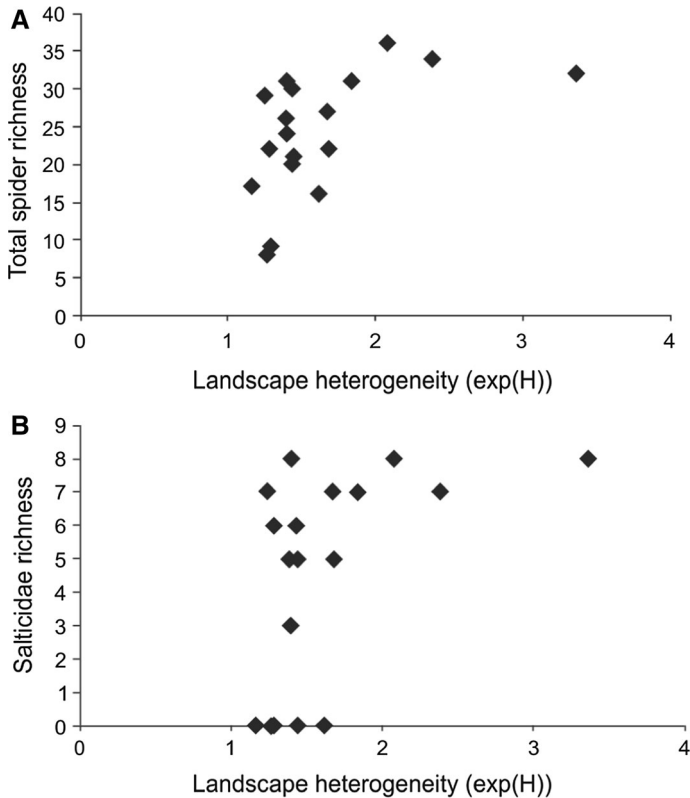 A
40
35
30
25
20
15
10
5
0
Total spider richness
0 1 2 3 4
Landscape heterogeneity (exp(H))
B
9
8
7
6
5
4
3
2
1
0
Salticidae richness
0 1 2 3 4
Landscape heterogeneity (exp(H))